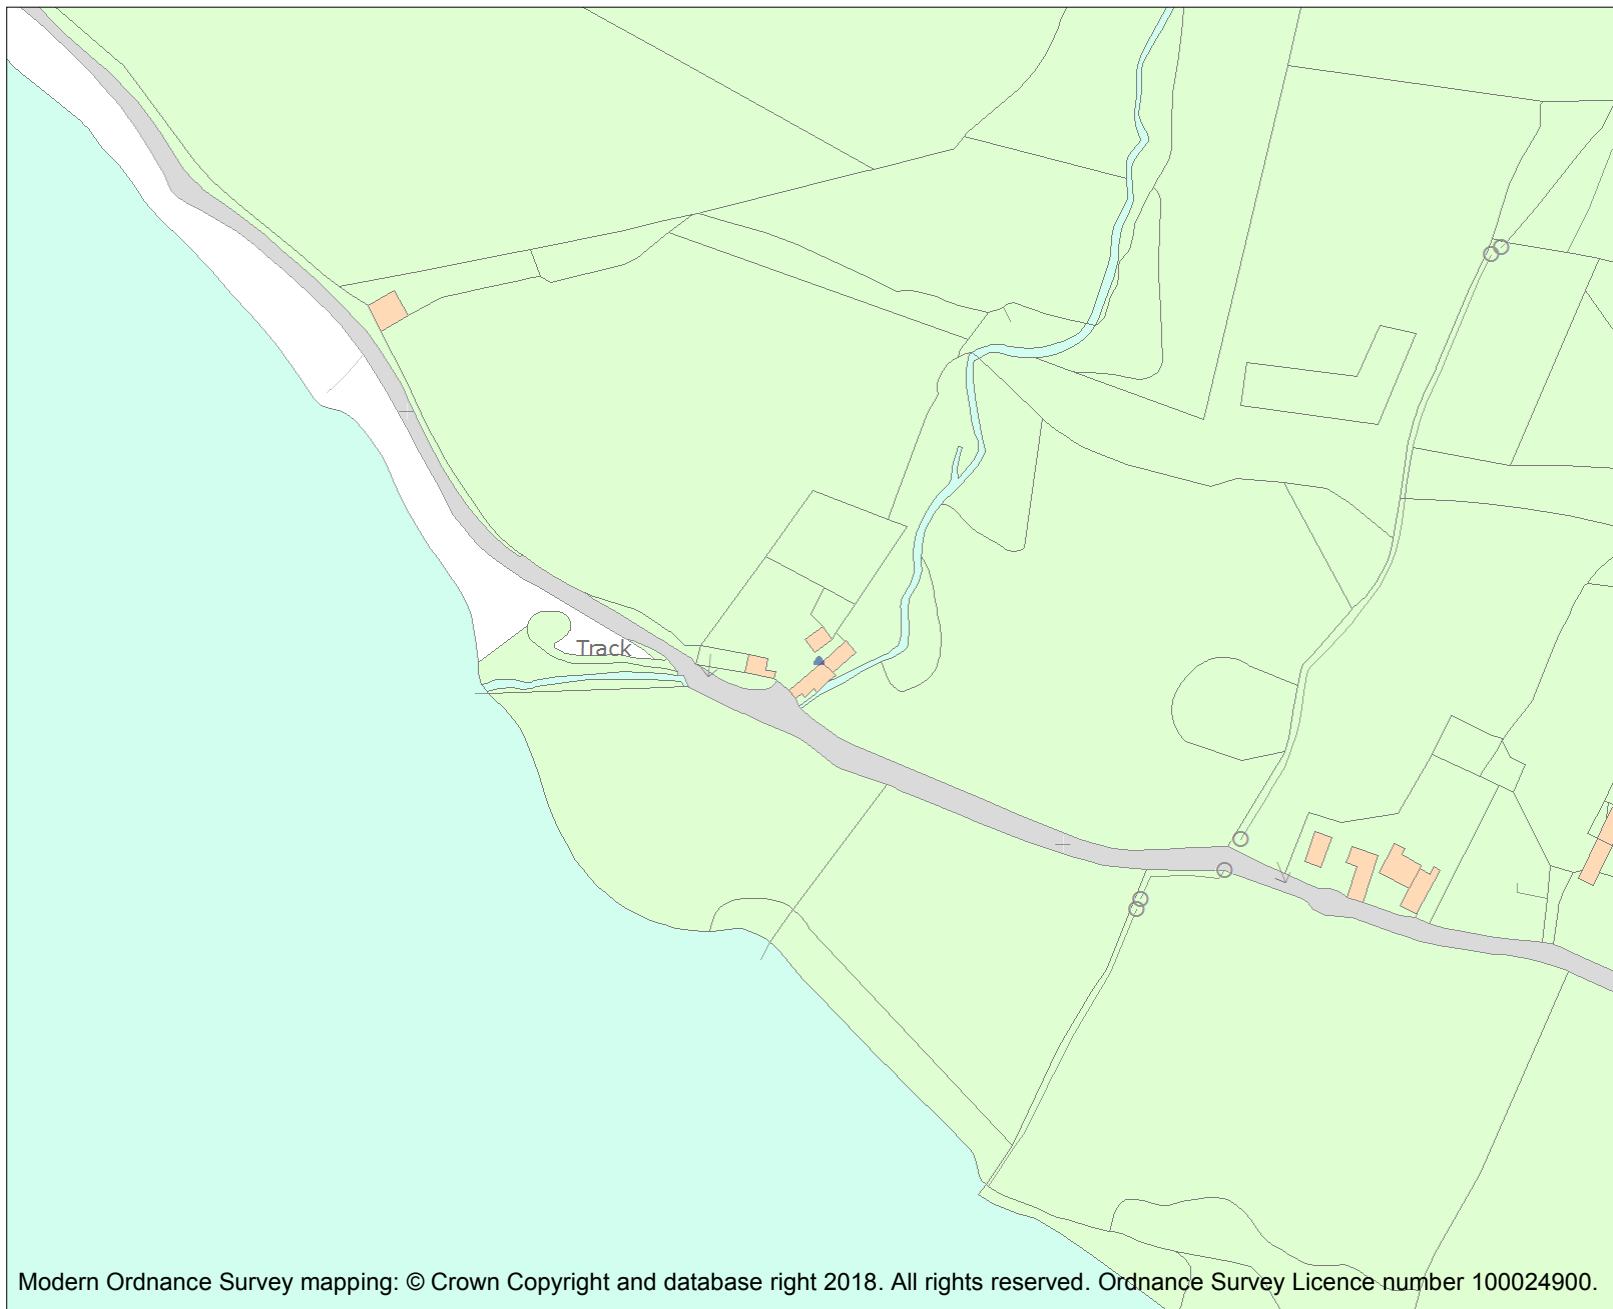 Track
Modern Ordnance Survey mapping: © Crown Copyright and database right 2018. All rights reserved. Ordnance Survey Licence number 100024900.